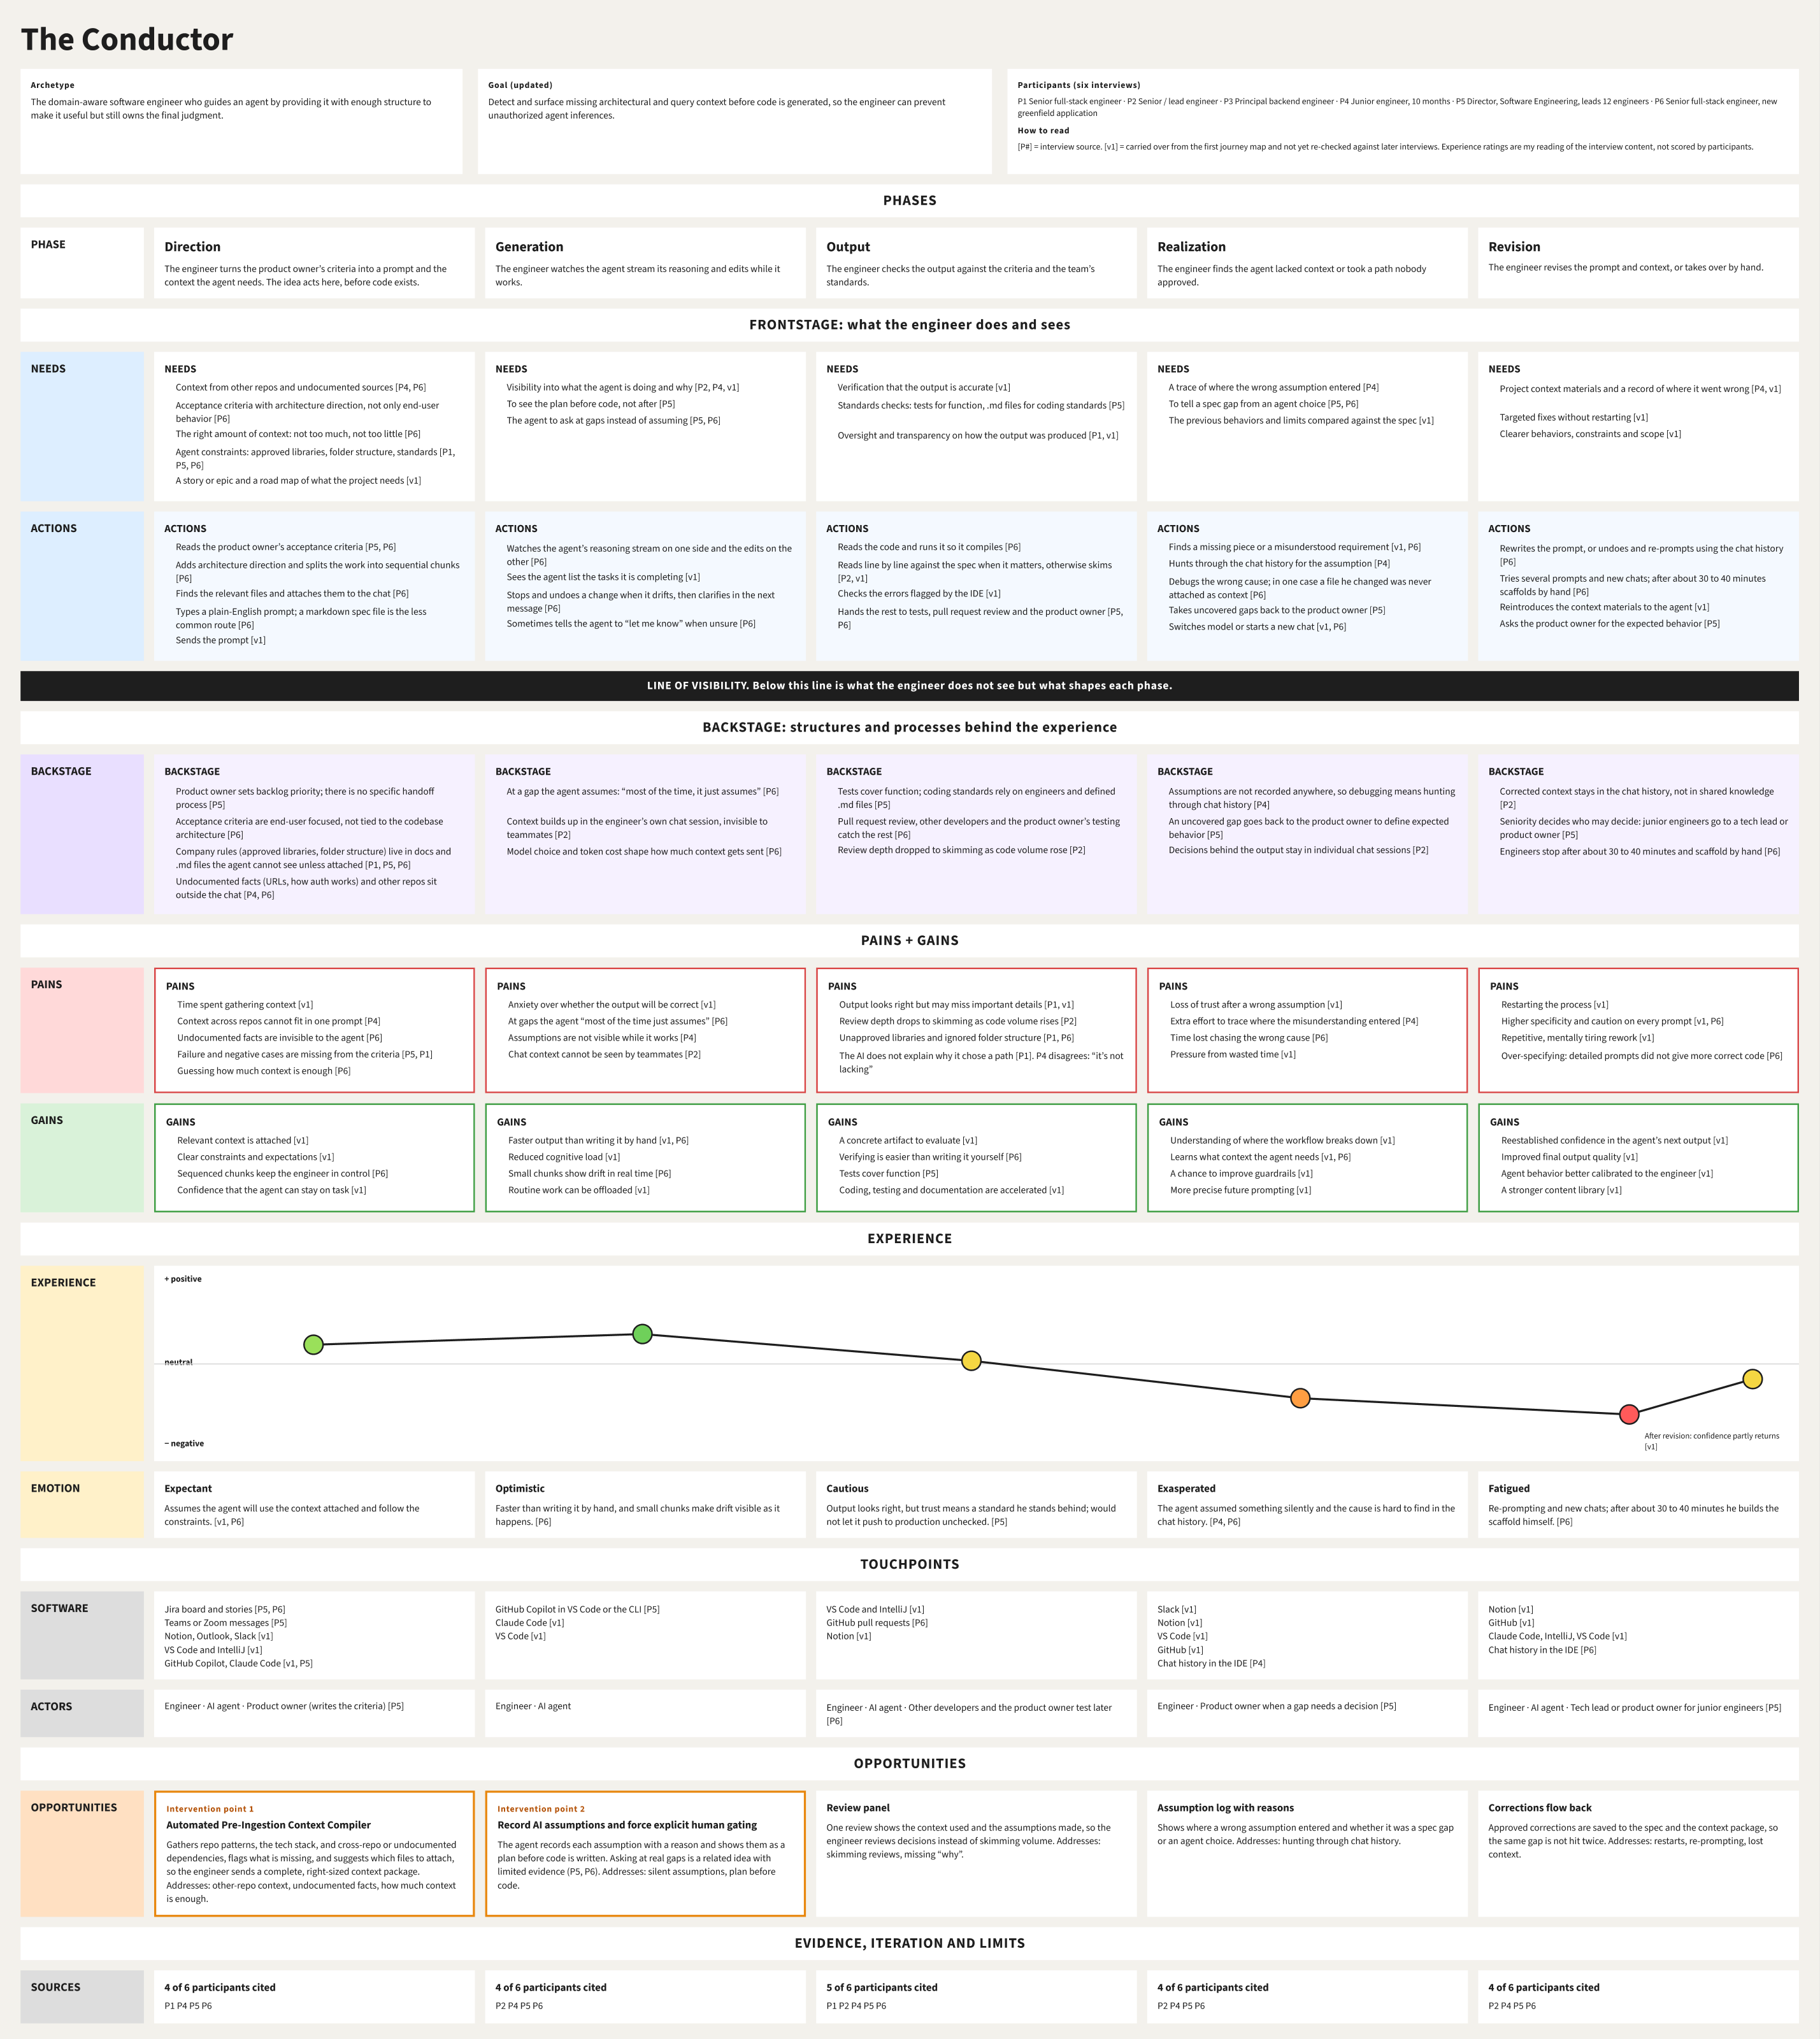 The Conductor
Archetype
The domain-aware software engineer who guides an agent by providing it with enough structure to
make it useful but still owns the final judgment.
Goal (updated)
Detect and surface missing architectural and query context before code is generated, so the engineer can prevent
unauthorized agent inferences.
Participants (six interviews)
P1 Senior full-stack engineer · P2 Senior / lead engineer · P3 Principal backend engineer · P4 Junior engineer, 10 months · P5 Director, Software Engineering, leads 12 engineers · P6 Senior full-stack engineer, new
greenfield application
How to read
[P#] = interview source. [v1] = carried over from the first journey map and not yet re-checked against later interviews. Experience ratings are my reading of the interview content, not scored by participants.
PHASES
PHASE
Direction
The engineer turns the product owner’s criteria into a prompt and the
context the agent needs. The idea acts here, before code exists.
Generation
The engineer watches the agent stream its reasoning and edits while it
works.
Output
The engineer checks the output against the criteria and the team’s
standards.
Realization
The engineer finds the agent lacked context or took a path nobody
approved.
Revision
The engineer revises the prompt and context, or takes over by hand.
FRONTSTAGE: what the engineer does and sees
NEEDS
NEEDS
Context from other repos and undocumented sources [P4, P6]
Acceptance criteria with architecture direction, not only end-user
behavior [P6]
The right amount of context: not too much, not too little [P6]
Agent constraints: approved libraries, folder structure, standards [P1,
P5, P6]
A story or epic and a road map of what the project needs [v1]
NEEDS
Visibility into what the agent is doing and why [P2, P4, v1]
To see the plan before code, not after [P5]
The agent to ask at gaps instead of assuming [P5, P6]
NEEDS
Verification that the output is accurate [v1]
Standards checks: tests for function, .md files for coding standards [P5]
Oversight and transparency on how the output was produced [P1, v1]
NEEDS
A trace of where the wrong assumption entered [P4]
To tell a spec gap from an agent choice [P5, P6]
The previous behaviors and limits compared against the spec [v1]
NEEDS
Project context materials and a record of where it went wrong [P4, v1]
Targeted fixes without restarting [v1]
Clearer behaviors, constraints and scope [v1]
ACTIONS
ACTIONS
Reads the product owner’s acceptance criteria [P5, P6]
Adds architecture direction and splits the work into sequential chunks
[P6]
Finds the relevant files and attaches them to the chat [P6]
Types a plain-English prompt; a markdown spec file is the less
common route [P6]
Sends the prompt [v1]
ACTIONS
Watches the agent’s reasoning stream on one side and the edits on the
other [P6]
Sees the agent list the tasks it is completing [v1]
Stops and undoes a change when it drifts, then clarifies in the next
message [P6]
Sometimes tells the agent to “let me know” when unsure [P6]
ACTIONS
Reads the code and runs it so it compiles [P6]
Reads line by line against the spec when it matters, otherwise skims
[P2, v1]
Checks the errors flagged by the IDE [v1]
Hands the rest to tests, pull request review and the product owner [P5,
P6]
ACTIONS
Finds a missing piece or a misunderstood requirement [v1, P6]
Hunts through the chat history for the assumption [P4]
Debugs the wrong cause; in one case a file he changed was never
attached as context [P6]
Takes uncovered gaps back to the product owner [P5]
Switches model or starts a new chat [v1, P6]
ACTIONS
Rewrites the prompt, or undoes and re-prompts using the chat history
[P6]
Tries several prompts and new chats; after about 30 to 40 minutes
scaffolds by hand [P6]
Reintroduces the context materials to the agent [v1]
Asks the product owner for the expected behavior [P5]
LINE OF VISIBILITY. Below this line is what the engineer does not see but what shapes each phase.
BACKSTAGE: structures and processes behind the experience
BACKSTAGE
BACKSTAGE
Product owner sets backlog priority; there is no specific handoff
process [P5]
Acceptance criteria are end-user focused, not tied to the codebase
architecture [P6]
Company rules (approved libraries, folder structure) live in docs and
.md files the agent cannot see unless attached [P1, P5, P6]
Undocumented facts (URLs, how auth works) and other repos sit
outside the chat [P4, P6]
BACKSTAGE
At a gap the agent assumes: “most of the time, it just assumes” [P6]
Context builds up in the engineer’s own chat session, invisible to
teammates [P2]
Model choice and token cost shape how much context gets sent [P6]
BACKSTAGE
Tests cover function; coding standards rely on engineers and defined
.md files [P5]
Pull request review, other developers and the product owner’s testing
catch the rest [P6]
Review depth dropped to skimming as code volume rose [P2]
BACKSTAGE
Assumptions are not recorded anywhere, so debugging means hunting
through chat history [P4]
An uncovered gap goes back to the product owner to define expected
behavior [P5]
Decisions behind the output stay in individual chat sessions [P2]
BACKSTAGE
Corrected context stays in the chat history, not in shared knowledge
[P2]
Seniority decides who may decide: junior engineers go to a tech lead or
product owner [P5]
Engineers stop after about 30 to 40 minutes and scaffold by hand [P6]
PAINS + GAINS
PAINS
PAINS
Time spent gathering context [v1]
Context across repos cannot fit in one prompt [P4]
Undocumented facts are invisible to the agent [P6]
Failure and negative cases are missing from the criteria [P5, P1]
Guessing how much context is enough [P6]
PAINS
Anxiety over whether the output will be correct [v1]
At gaps the agent “most of the time just assumes” [P6]
Assumptions are not visible while it works [P4]
Chat context cannot be seen by teammates [P2]
PAINS
Output looks right but may miss important details [P1, v1]
Review depth drops to skimming as code volume rises [P2]
Unapproved libraries and ignored folder structure [P1, P6]
The AI does not explain why it chose a path [P1]. P4 disagrees: “it’s not
lacking”
PAINS
Loss of trust after a wrong assumption [v1]
Extra effort to trace where the misunderstanding entered [P4]
Time lost chasing the wrong cause [P6]
Pressure from wasted time [v1]
PAINS
Restarting the process [v1]
Higher specificity and caution on every prompt [v1, P6]
Repetitive, mentally tiring rework [v1]
Over-specifying: detailed prompts did not give more correct code [P6]
GAINS
GAINS
Relevant context is attached [v1]
Clear constraints and expectations [v1]
Sequenced chunks keep the engineer in control [P6]
Confidence that the agent can stay on task [v1]
GAINS
Faster output than writing it by hand [v1, P6]
Reduced cognitive load [v1]
Small chunks show drift in real time [P6]
Routine work can be offloaded [v1]
GAINS
A concrete artifact to evaluate [v1]
Verifying is easier than writing it yourself [P6]
Tests cover function [P5]
Coding, testing and documentation are accelerated [v1]
GAINS
Understanding of where the workflow breaks down [v1]
Learns what context the agent needs [v1, P6]
A chance to improve guardrails [v1]
More precise future prompting [v1]
GAINS
Reestablished confidence in the agent’s next output [v1]
Improved final output quality [v1]
Agent behavior better calibrated to the engineer [v1]
A stronger content library [v1]
EXPERIENCE
EXPERIENCE
+ positive
neutral
− negative
After revision: confidence partly returns
[v1]
EMOTION
Expectant
Assumes the agent will use the context attached and follow the
constraints. [v1, P6]
Optimistic
Faster than writing it by hand, and small chunks make drift visible as it
happens. [P6]
Cautious
Output looks right, but trust means a standard he stands behind; would
not let it push to production unchecked. [P5]
Exasperated
The agent assumed something silently and the cause is hard to find in the
chat history. [P4, P6]
Fatigued
Re-prompting and new chats; after about 30 to 40 minutes he builds the
scaffold himself. [P6]
TOUCHPOINTS
SOFTWARE
Jira board and stories [P5, P6]
Teams or Zoom messages [P5]
Notion, Outlook, Slack [v1]
VS Code and IntelliJ [v1]
GitHub Copilot, Claude Code [v1, P5]
GitHub Copilot in VS Code or the CLI [P5]
Claude Code [v1]
VS Code [v1]
VS Code and IntelliJ [v1]
GitHub pull requests [P6]
Notion [v1]
Slack [v1]
Notion [v1]
VS Code [v1]
GitHub [v1]
Chat history in the IDE [P4]
Notion [v1]
GitHub [v1]
Claude Code, IntelliJ, VS Code [v1]
Chat history in the IDE [P6]
ACTORS
Engineer · AI agent · Product owner (writes the criteria) [P5]
Engineer · AI agent
Engineer · AI agent · Other developers and the product owner test later
[P6]
Engineer · Product owner when a gap needs a decision [P5]
Engineer · AI agent · Tech lead or product owner for junior engineers [P5]
OPPORTUNITIES
OPPORTUNITIES
Intervention point 1
Automated Pre-Ingestion Context Compiler
Gathers repo patterns, the tech stack, and cross-repo or undocumented
dependencies, flags what is missing, and suggests which files to attach,
so the engineer sends a complete, right-sized context package.
Addresses: other-repo context, undocumented facts, how much context
is enough.
Intervention point 2
Record AI assumptions and force explicit human gating
The agent records each assumption with a reason and shows them as a
plan before code is written. Asking at real gaps is a related idea with
limited evidence (P5, P6). Addresses: silent assumptions, plan before
code.
Review panel
One review shows the context used and the assumptions made, so the
engineer reviews decisions instead of skimming volume. Addresses:
skimming reviews, missing “why”.
Assumption log with reasons
Shows where a wrong assumption entered and whether it was a spec gap
or an agent choice. Addresses: hunting through chat history.
Corrections flow back
Approved corrections are saved to the spec and the context package, so
the same gap is not hit twice. Addresses: restarts, re-prompting, lost
context.
EVIDENCE, ITERATION AND LIMITS
SOURCES
4 of 6 participants cited
P1 P4 P5 P6
4 of 6 participants cited
P2 P4 P5 P6
5 of 6 participants cited
P1 P2 P4 P5 P6
4 of 6 participants cited
P2 P4 P5 P6
4 of 6 participants cited
P2 P4 P5 P6